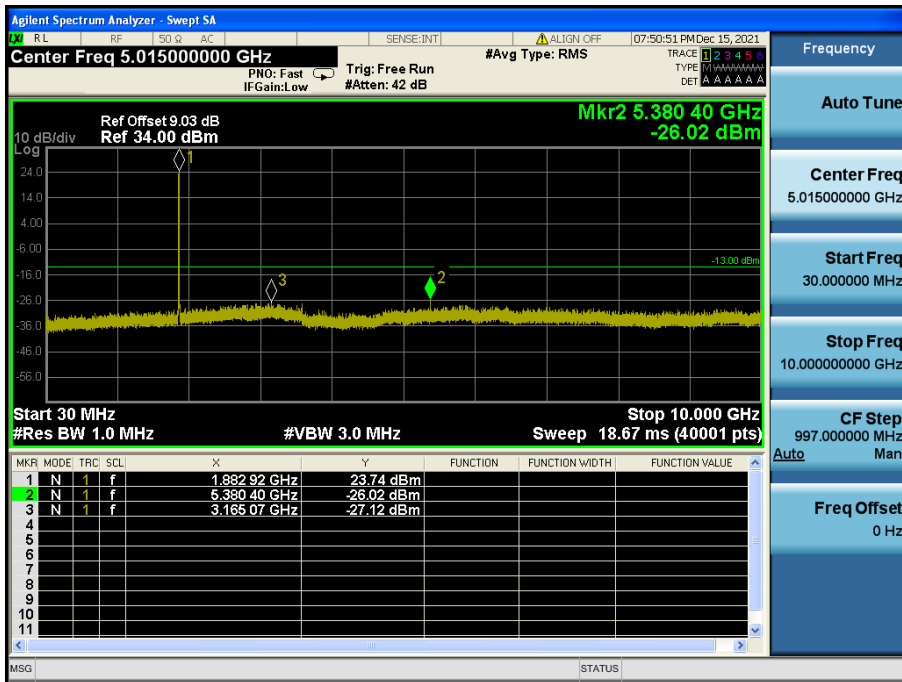 Agilent Spectrum Analyzer - Swept SA
LXI RL RF 50 Ω AC SENSE:INT ALIGN OFF 07:50:51 PM Dec 15, 2021
Center Freq 5.015000000 GHz
#Avg Type: RMS
TRACE 1 2 3 4 5 6
PNO: Fast
Trig: Free Run
TYPE M W W W W W
IFGain:Low
#Atten: 42 dB
DET A A A A A A
Mkr2 5.380 40 GHz
-26.02 dBm
Ref Offset 9.03 dB
10 dB/div Ref 34.00 dBm
Log
24.0
14.0
4.00
-6.00
-16.0
-26.0
-36.0
-46.0
-56.0
1
3
2
-13.00 dBm
Start 30 MHz
Stop 10.000 GHz
#Res BW 1.0 MHz
#VBW 3.0 MHz
Sweep 18.67 ms (40001 pts)
MKR MODE TRC SCL X Y FUNCTION FUNCTION WIDTH FUNCTION VALUE
1 N 1 f 1.882 92 GHz 23.74 dBm
2 N 1 f 5.380 40 GHz -26.02 dBm
3 N 1 f 3.165 07 GHz -27.12 dBm
4
5
6
7
8
9
10
11
MSG
STATUS
Frequency
Auto Tune
Center Freq
5.015000000 GHz
Start Freq
30.000000 MHz
Stop Freq
10.000000000 GHz
CF Step
997.000000 MHz
Auto Man
Freq Offset
0 Hz